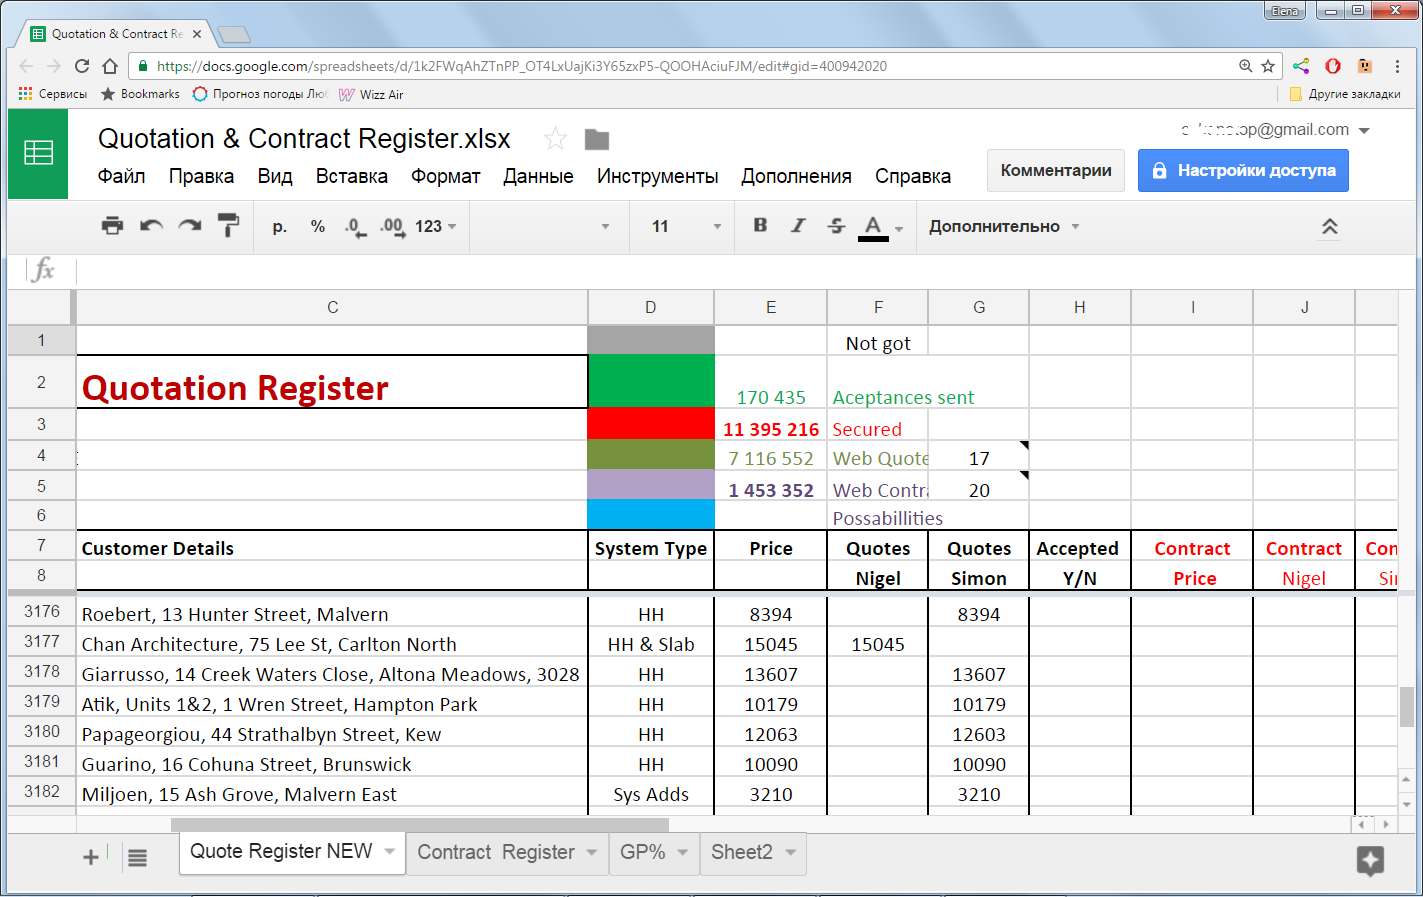 Elena
Quotation & Contract Re
https://docs.google.com/spreadsheets/d/1k2FWqAhZTnPP_OT4LxUajKi3Y65zxP5-QOOHAciuFJM/edit#gid=400942020
Сервисы Bookmarks Прогноз погоды Лю Wizz Air Другие закладки
Quotation & Contract Register.xlsx
@gmail.com
Файл Правка Вид Вставка Формат Данные Инструменты Дополнения Справка
Комментарии Настройки доступа
р. % .0 .00 123 11 B I S A Дополнительно
fx
C D E F G H I J
1 Not got
2 Quotation Register 170 435 Aceptances sent
3 11 395 216 Secured
4 7 116 552 Web Quote 17
5 1 453 352 Web Contra 20
6 Possabillities
7 Customer Details System Type Price Quotes Quotes Accepted Contract Contract Con
8 Nigel Simon Y/N Price Nigel Si
3176 Roebert, 13 Hunter Street, Malvern HH 8394 8394
3177 Chan Architecture, 75 Lee St, Carlton North HH & Slab 15045 15045
3178 Giarrusso, 14 Creek Waters Close, Altona Meadows, 3028 HH 13607 13607
3179 Atik, Units 1&2, 1 Wren Street, Hampton Park HH 10179 10179
3180 Papageorgiou, 44 Strathalbyn Street, Kew HH 12063 12603
3181 Guarino, 16 Cohuna Street, Brunswick HH 10090 10090
3182 Miljoen, 15 Ash Grove, Malvern East Sys Adds 3210 3210
Quote Register NEW Contract Register GP% Sheet2